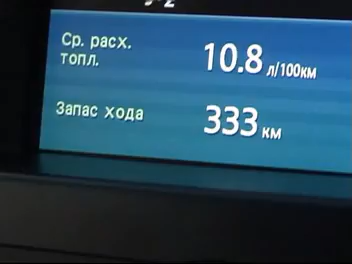 Ср. расх. топл. 10.8 л/100км
Запас хода 333 км